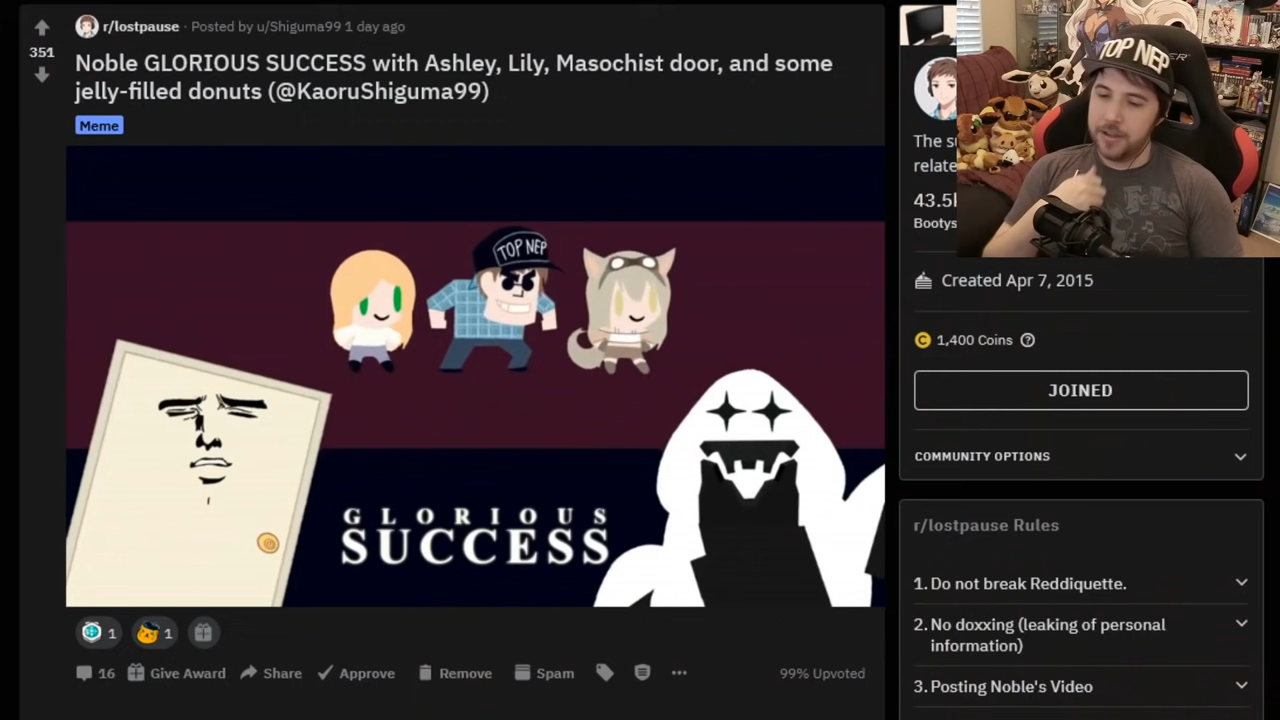 r/lostpause · Posted by u/Shiguma99 1 day ago
351
Noble GLORIOUS SUCCESS with Ashley, Lily, Masochist door, and some
jelly-filled donuts (@KaoruShiguma99)
Meme
TOP NEP
GLORIOUS
SUCCESS
1
1
16
Give Award
Share
Approve
Remove
Spam
99% Upvoted
TOP NEP
The
relate
43.5
Bootys
Created Apr 7, 2015
C 1,400 Coins
JOINED
COMMUNITY OPTIONS
r/lostpause Rules
1. Do not break Reddiquette.
2. No doxxing (leaking of personal
information)
3. Posting Noble's Video